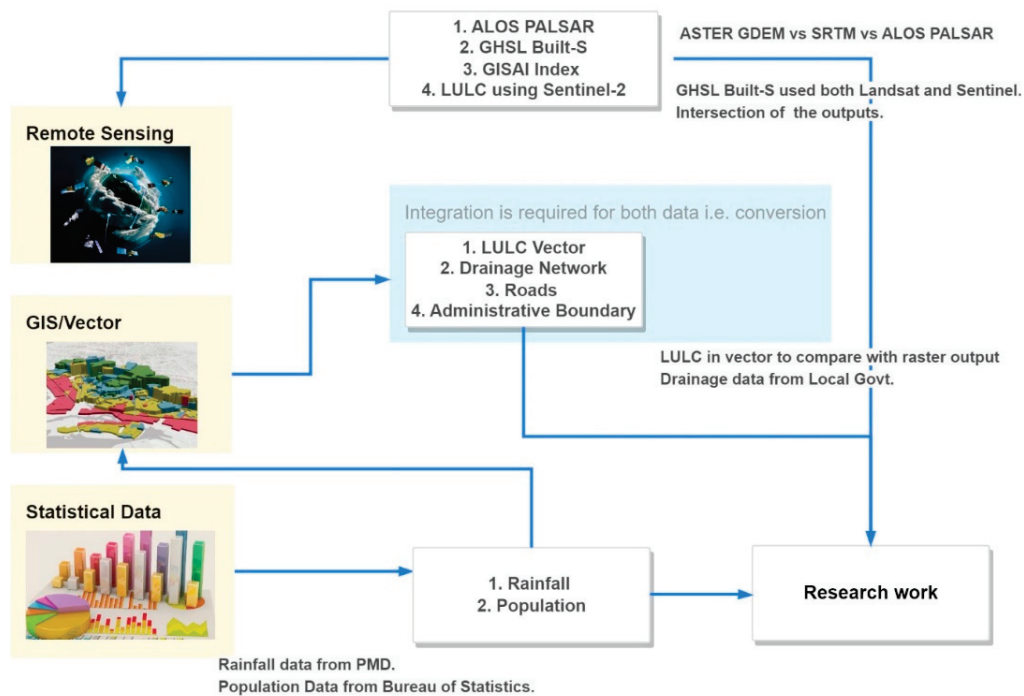 1. ALOS PALSAR
2. GHSL Built-S
3. GISAI Index
4. LULC using Sentinel-2
ASTER GDEM vs SRTM vs ALOS PALSAR
GHSL Built-S used both Landsat and Sentinel.
Intersection of the outputs.
Remote Sensing
Integration is required for both data i.e. conversion
1. LULC Vector
2. Drainage Network
3. Roads
4. Administrative Boundary
GIS/Vector
LULC in vector to compare with raster output
Drainage data from Local Govt.
Statistical Data
1. Rainfall
2. Population
Research work
Rainfall data from PMD.
Population Data from Bureau of Statistics.